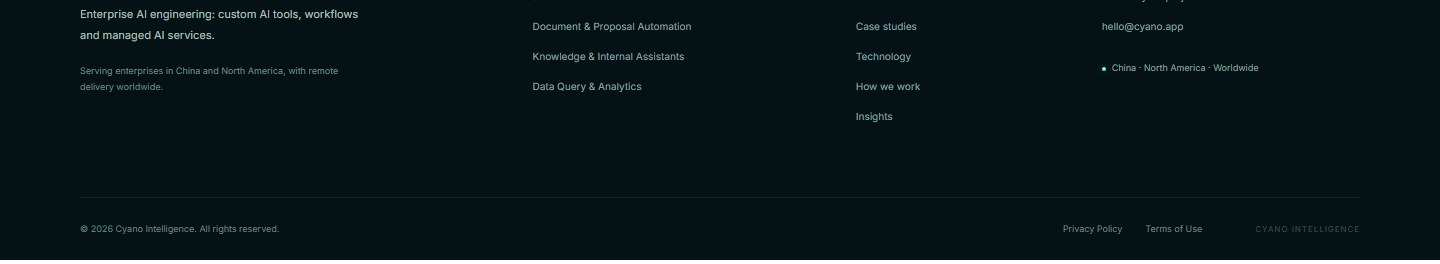 Enterprise AI engineering: custom AI tools, workflows
and managed AI services.
Serving enterprises in China and North America, with remote
delivery worldwide.
Document & Proposal Automation
Knowledge & Internal Assistants
Data Query & Analytics
Case studies
Technology
How we work
Insights
hello@cyano.app
China · North America · Worldwide
© 2026 Cyano Intelligence. All rights reserved.
Privacy Policy
Terms of Use
CYANO INTELLIGENCE